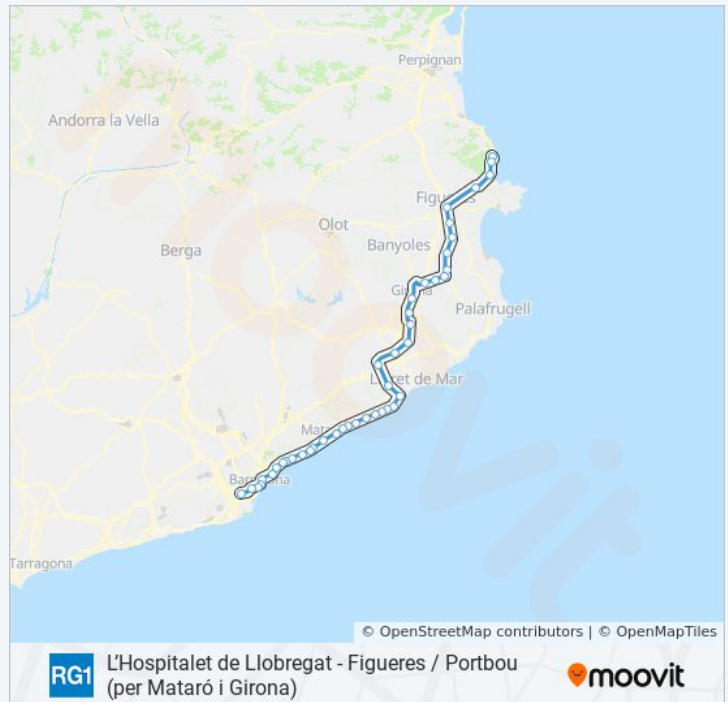 Perpignan
Andorra la Vella
Figueres
Olot
Banyoles
Berga
Girona
Palafrugell
Lloret de Mar
Mataró
Barcelona
Tarragona
moovit
© OpenStreetMap contributors | © OpenMapTiles
RG1
L’Hospitalet de Llobregat - Figueres / Portbou
(per Mataró i Girona)
moovit